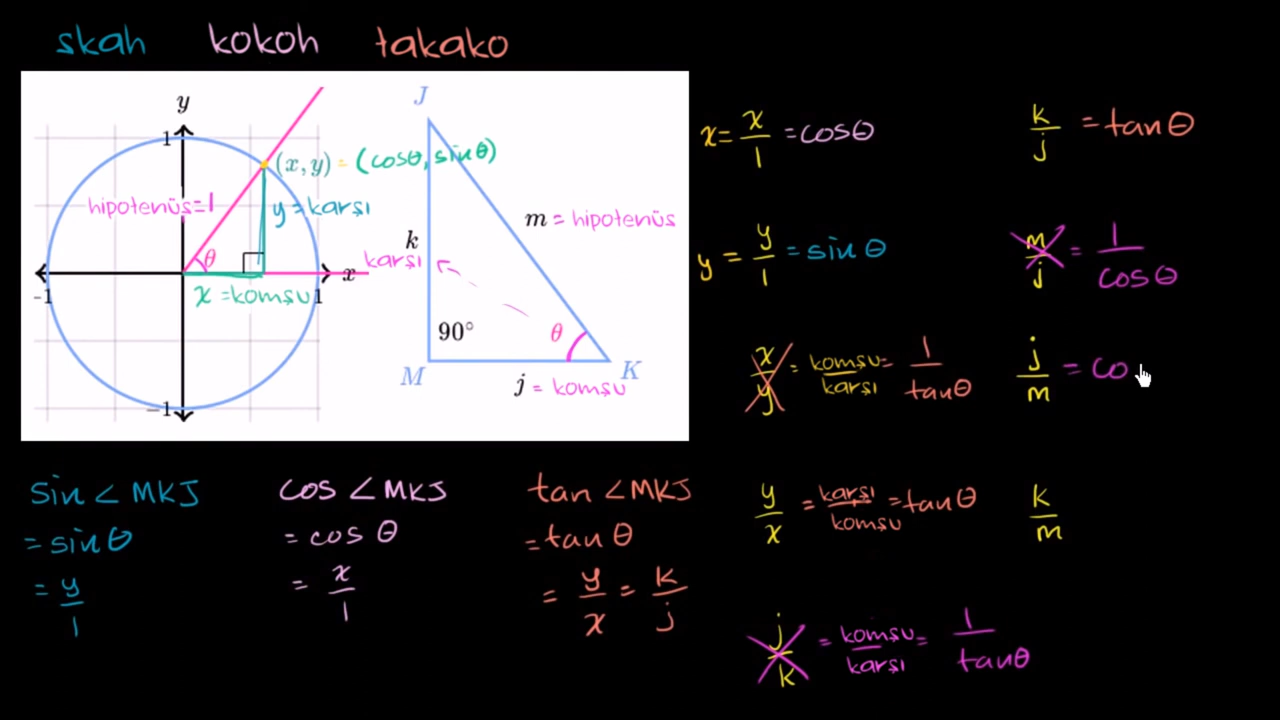 skah kokoh takako
y
1
(x, y) = (cosθ, sinθ)
hipotenüs=1
y = karşı
θ
x
-1
x = komşu
1
-1
J
m = hipotenüs
k
karşı
90°
θ
M
K
j = komşu
x = x/1 = cosθ
y = y/1 = sinθ
x/y = komşu/karşı = 1/tanθ
y/x = karşı/komşu = tanθ
j/k = komşu/karşı = 1/tanθ
k/j = tanθ
m/j = 1/cosθ
j/m = co
k/m
sin∠MKJ
= sinθ
= y/1
cos∠MKJ
= cosθ
= x/1
tan∠MKJ
= tanθ
= y/x = k/j